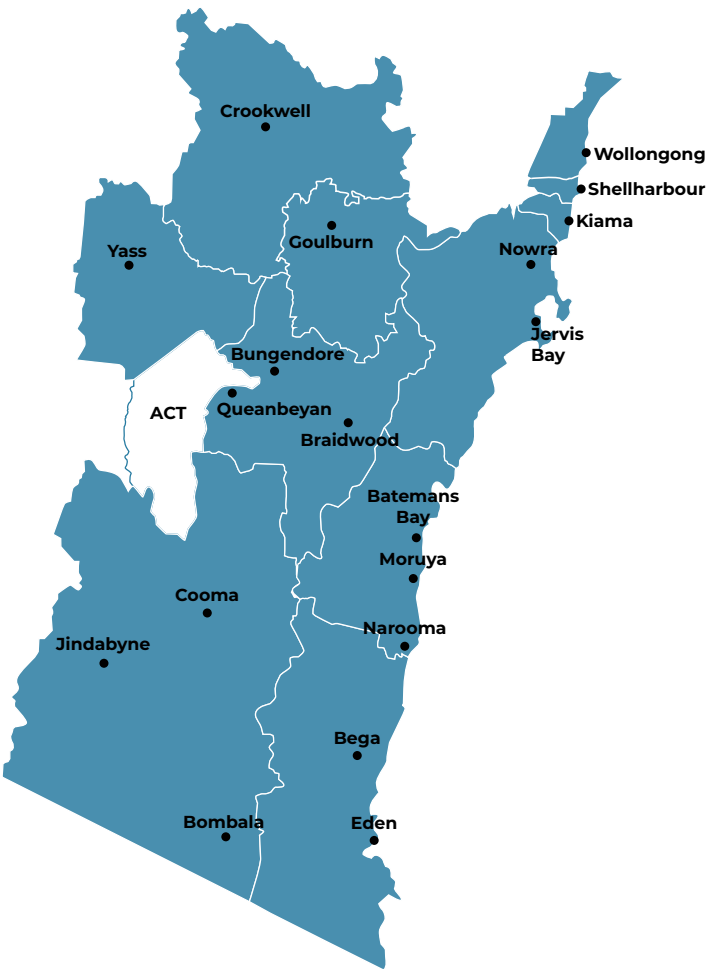 Crookwell
Wollongong
Shellharbour
Kiama
Goulburn
Nowra
Yass
Jervis
Bay
Bungendore
ACT
Queanbeyan
Braidwood
Batemans
Bay
Moruya
Cooma
Narooma
Jindabyne
Bega
Bombala
Eden